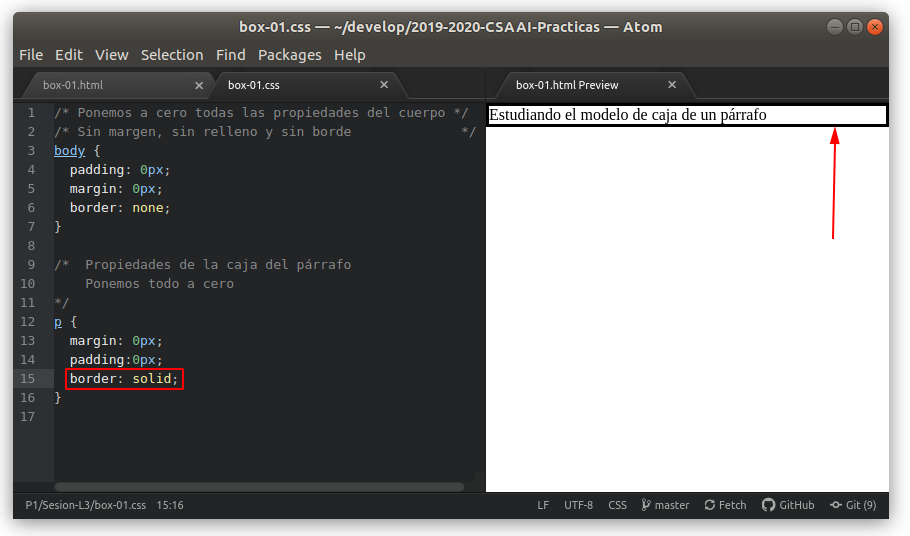 box-01.css — ~/develop/2019-2020-CSAAI-Practicas — Atom
File Edit View Selection Find Packages Help
box-01.html
box-01.css
box-01.html Preview
1 /* Ponemos a cero todas las propiedades del cuerpo */
2 /* Sin margen, sin relleno y sin borde */
3 body {
4 padding: 0px;
5 margin: 0px;
6 border: none;
7 }
8
9 /* Propiedades de la caja del párrafo
10 Ponemos todo a cero
11 */
12 p {
13 margin: 0px;
14 padding:0px;
15 border: solid;
16 }
17
Estudiando el modelo de caja de un párrafo
P1/Sesion-L3/box-01.css 15:16 LF UTF-8 CSS master Fetch GitHub Git (9)